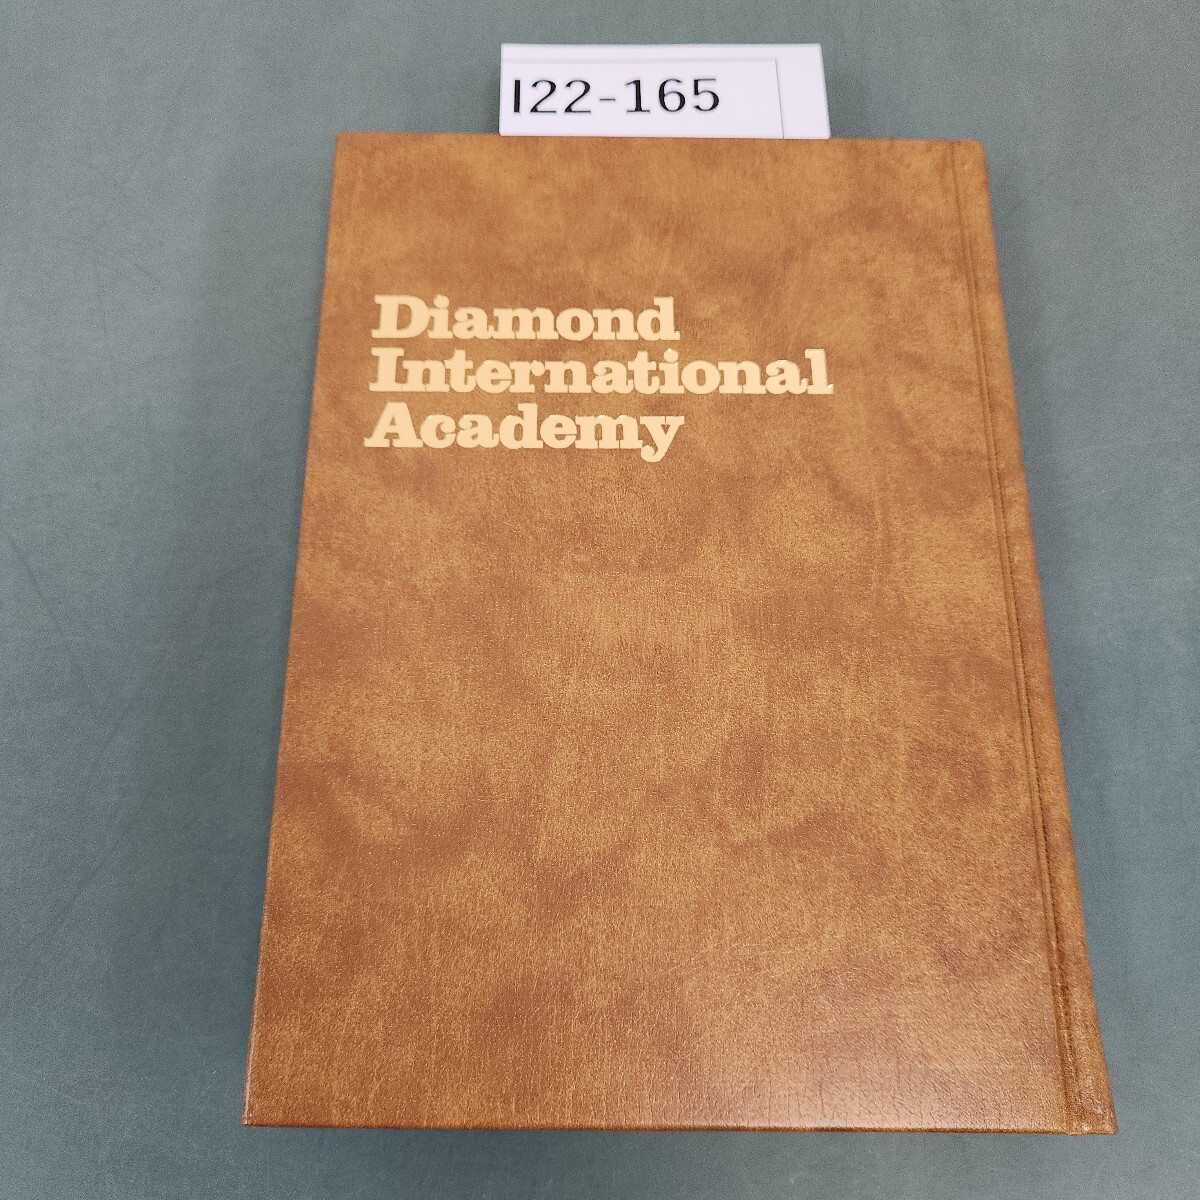 I22-165
Diamond
International
Academy